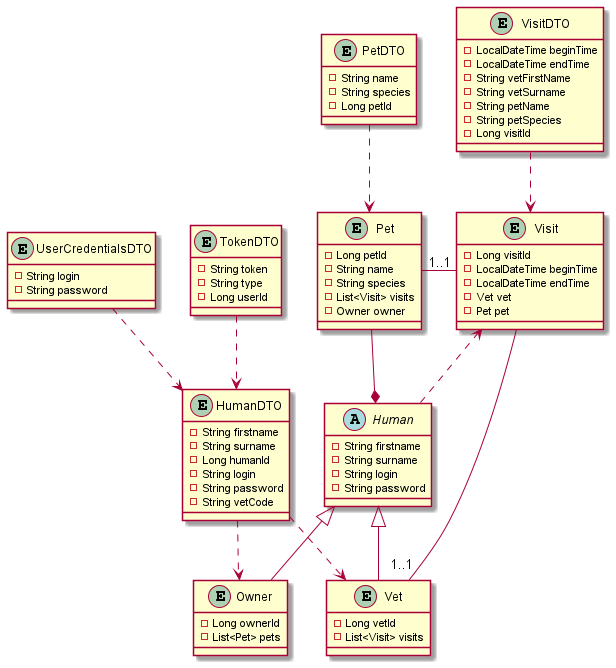 E VisitDTO
LocalDateTime beginTime
LocalDateTime endTime
String vetFirstName
String vetSurname
String petName
String petSpecies
Long visitId
E PetDTO
String name
String species
Long petId
E UserCredentialsDTO
String login
String password
E TokenDTO
String token
String type
Long userId
E Pet
Long petId
String name
String species
List<Visit> visits
Owner owner
1..1
E Visit
Long visitId
LocalDateTime beginTime
LocalDateTime endTime
Vet vet
Pet pet
E HumanDTO
String firstname
String surname
Long humanId
String login
String password
String vetCode
A Human
String firstname
String surname
String login
String password
1..1
E Owner
Long ownerId
List<Pet> pets
E Vet
Long vetId
List<Visit> visits